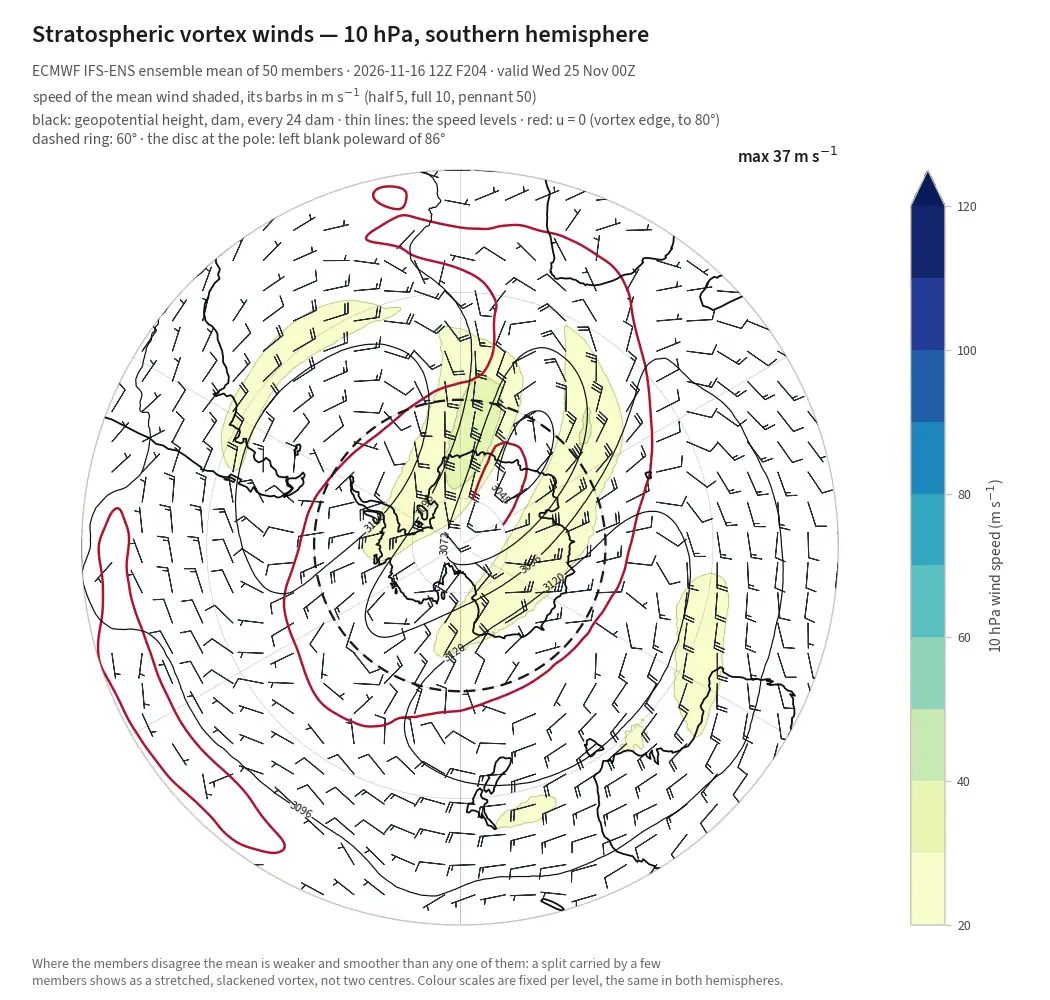 Stratospheric vortex winds — 10 hPa, southern hemisphere
ECMWF IFS-ENS ensemble mean of 50 members · 2026-11-16 12Z F204 · valid Wed 25 Nov 00Z
speed of the mean wind shaded, its barbs in m s⁻¹ (half 5, full 10, pennant 50)
black: geopotential height, dam, every 24 dam · thin lines: the speed levels · red: u = 0 (vortex edge, to 80°)
dashed ring: 60° · the disc at the pole: left blank poleward of 86°
max 37 m s⁻¹
120
100
80
60
40
20
10 hPa wind speed (m s⁻¹)
3048
3072
3096
3120
3120
3096
Where the members disagree the mean is weaker and smoother than any one of them: a split carried by a few
members shows as a stretched, slackened vortex, not two centres. Colour scales are fixed per level, the same in both hemispheres.